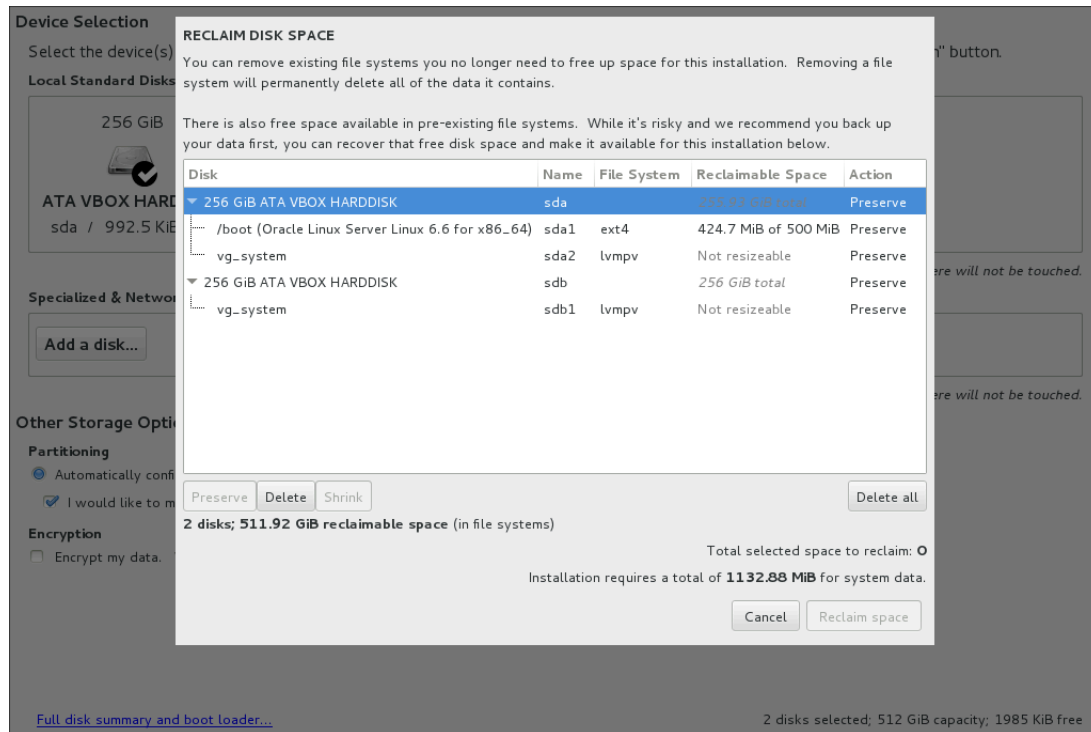 Device Selection
Select the device(s)
n" button.
Local Standard Disks
256 GiB
ATA VBOX HARD
sda / 992.5 KiB
ere will not be touched.
Specialized & Networ
Add a disk...
ere will not be touched.
Other Storage Opti
Partitioning
Automatically confi
I would like to m
Encryption
Encrypt my data.
Full disk summary and boot loader...
2 disks selected; 512 GiB capacity; 1985 KiB free
RECLAIM DISK SPACE
You can remove existing file systems you no longer need to free up space for this installation. Removing a file
system will permanently delete all of the data it contains.
There is also free space available in pre-existing file systems. While it's risky and we recommend you back up
your data first, you can recover that free disk space and make it available for this installation below.
Disk Name File System Reclaimable Space Action
256 GiB ATA VBOX HARDDISK sda Preserve
/boot (Oracle Linux Server Linux 6.6 for x86_64) sda1 ext4 424.7 MiB of 500 MiB Preserve
vg_system sda2 lvmpv Not resizeable Preserve
256 GiB ATA VBOX HARDDISK sdb 256 GiB total Preserve
vg_system sdb1 lvmpv Not resizeable Preserve
Preserve Delete Shrink Delete all
2 disks; 511.92 GiB reclaimable space (in file systems)
Total selected space to reclaim: 0
Installation requires a total of 1132.88 MiB for system data.
Cancel Reclaim space